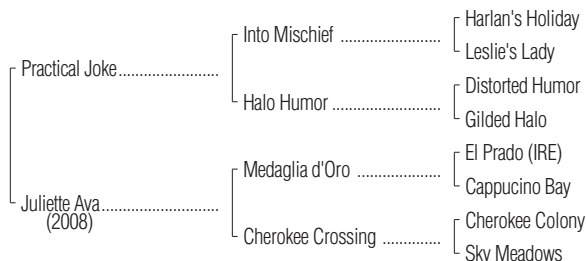 Harlan's Holiday
Into Mischief ........................
Leslie's Lady
Practical Joke........................
Distorted Humor
Halo Humor ........................
Gilded Halo
El Prado (IRE)
Medaglia d'Oro ....................
Cappucino Bay
Juliette Ava............................
(2008)
Cherokee Colony
Cherokee Crossing ..............
Sky Meadows